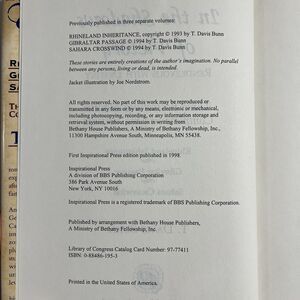 Previously published in three separate volumes:
RHINELAND INHERITANCE, copyright © 1993 by T. Davis Bunn
GIBRALTAR PASSAGE © 1994 by T. Davis Bunn
SAHARA CROSSWIND © 1994 by T. Davis Bunn
These stories are entirely creations of the author's imagination. No parallel
between any persons, living or dead, is intended.
Jacket illustration by Joe Nordstrom.
All rights reserved. No part of this work may be reproduced or
transmitted in any form or by any means, electronic or mechanical,
including photocopying, recording, or any information storage and
retrieval system, without permission in writing from
Bethany House Publishers, A Ministry of Bethany Fellowship, Inc.,
11300 Hampshire Avenue South, Minneapolis, MN 55438.
First Inspirational Press edition published in 1998.
Inspirational Press
A division of BBS Publishing Corporation
386 Park Avenue South
New York, NY 10016
Inspirational Press is a registered trademark of BBS Publishing Corporation.
Published by arrangement with Bethany House Publishers,
A Ministry of Bethany Fellowship, Inc.
Library of Congress Catalog Card Number: 97-77411
ISBN: 0-88486-195-3
Printed in the United States of America.